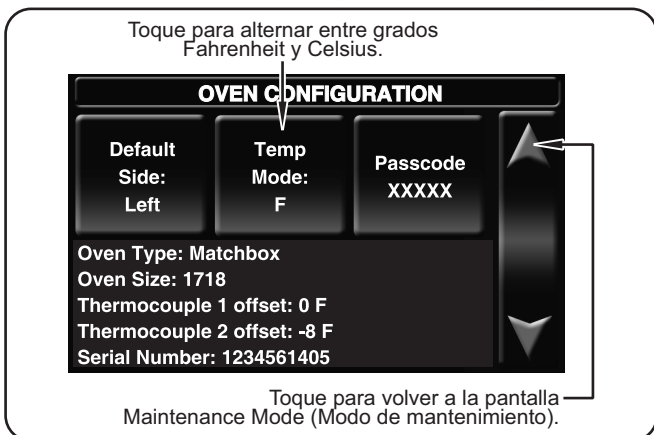 Toque para alternar entre grados
Fahrenheit y Celsius.
OVEN CONFIGURATION
Default
Side:
Left
Temp
Mode:
F
Passcode
XXXXX
Oven Type: Matchbox
Oven Size: 1718
Thermocouple 1 offset: 0 F
Thermocouple 2 offset: -8 F
Serial Number: 1234561405
Toque para volver a la pantalla
Maintenance Mode (Modo de mantenimiento).